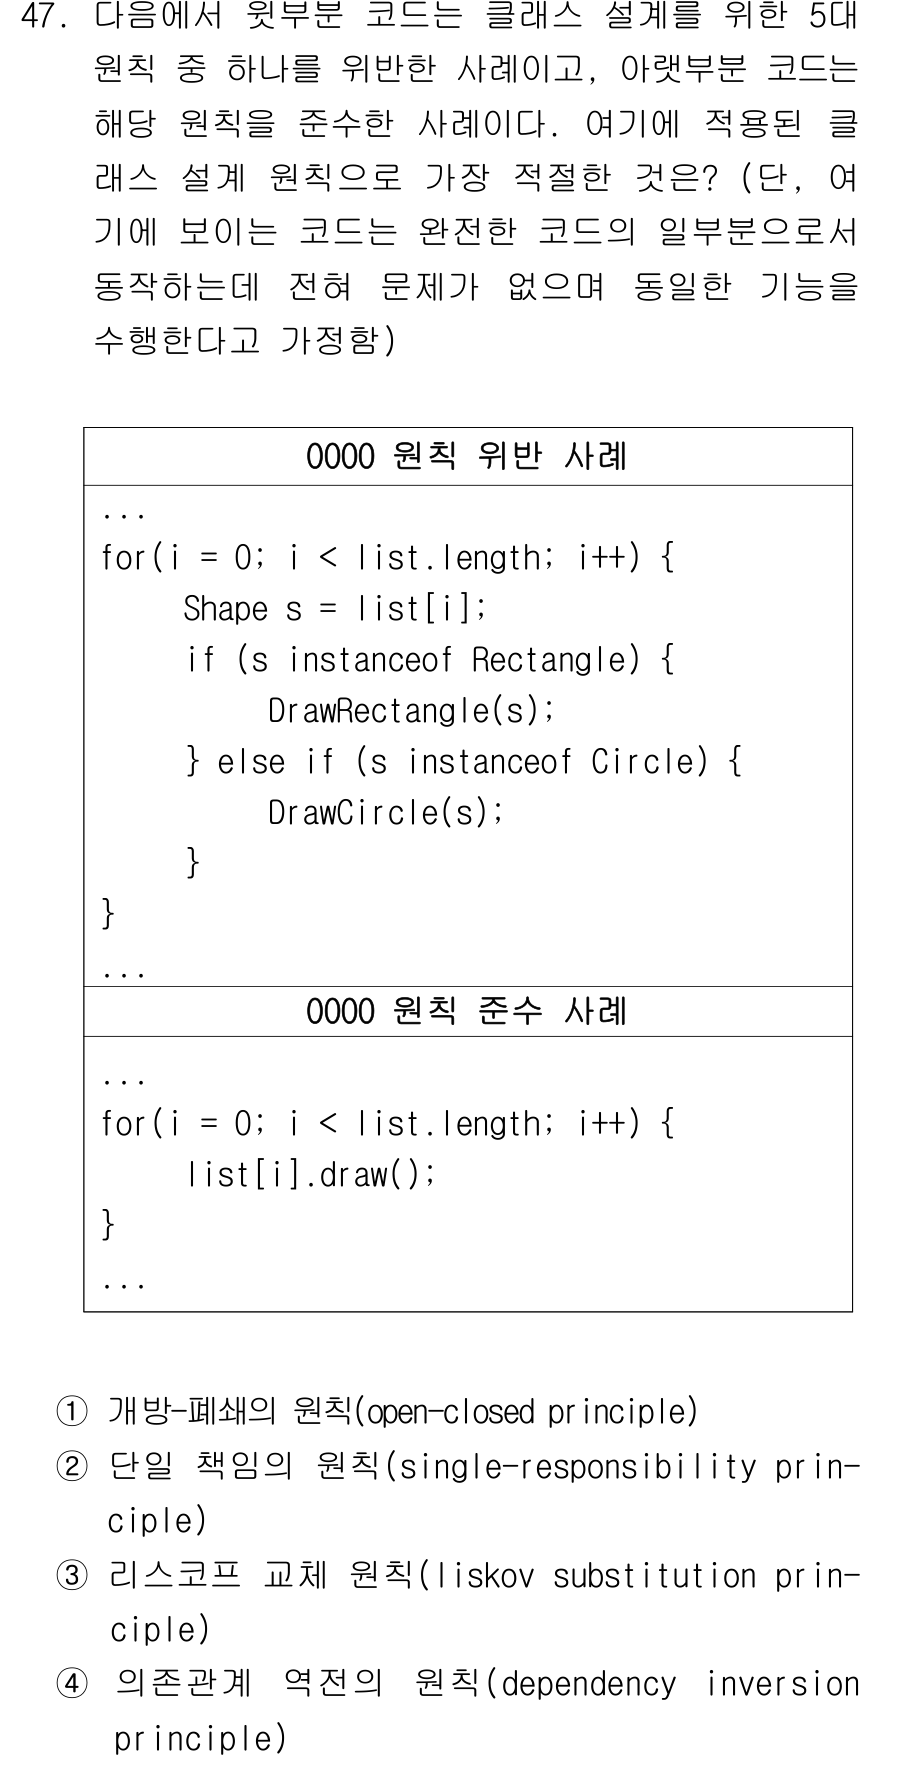 47. 다음에서 윗부분 코드는 클래스 설계를 위한 5대
원칙 중 하나를 위반한 사례이고, 아랫부분 코드는
해당 원칙을 준수한 사례이다. 여기에 적용된 클
래스 설계 원칙으로 가장 적절한 것은? (단, 여
기에 보이는 코드는 완전한 코드의 일부분으로서
동작하는데 전혀 문제가 없으며 동일한 기능을
수행한다고 가정함)
0000 원칙 위반 사례
...
for(i = 0; i < list.length; i++) {
Shape s = list[i];
if (s instanceof Rectangle) {
DrawRectangle(s);
} else if (s instanceof Circle) {
DrawCircle(s);
}
}
...
0000 원칙 준수 사례
...
for(i = 0; i < list.length; i++) {
list[i].draw();
}
...
① 개방-폐쇄의 원칙(open-closed principle)
② 단일 책임의 원칙(single-responsibility prin-
ciple)
③ 리스코프 교체 원칙(liskov substitution prin-
ciple)
④ 의존관계 역전의 원칙(dependency inversion
principle)